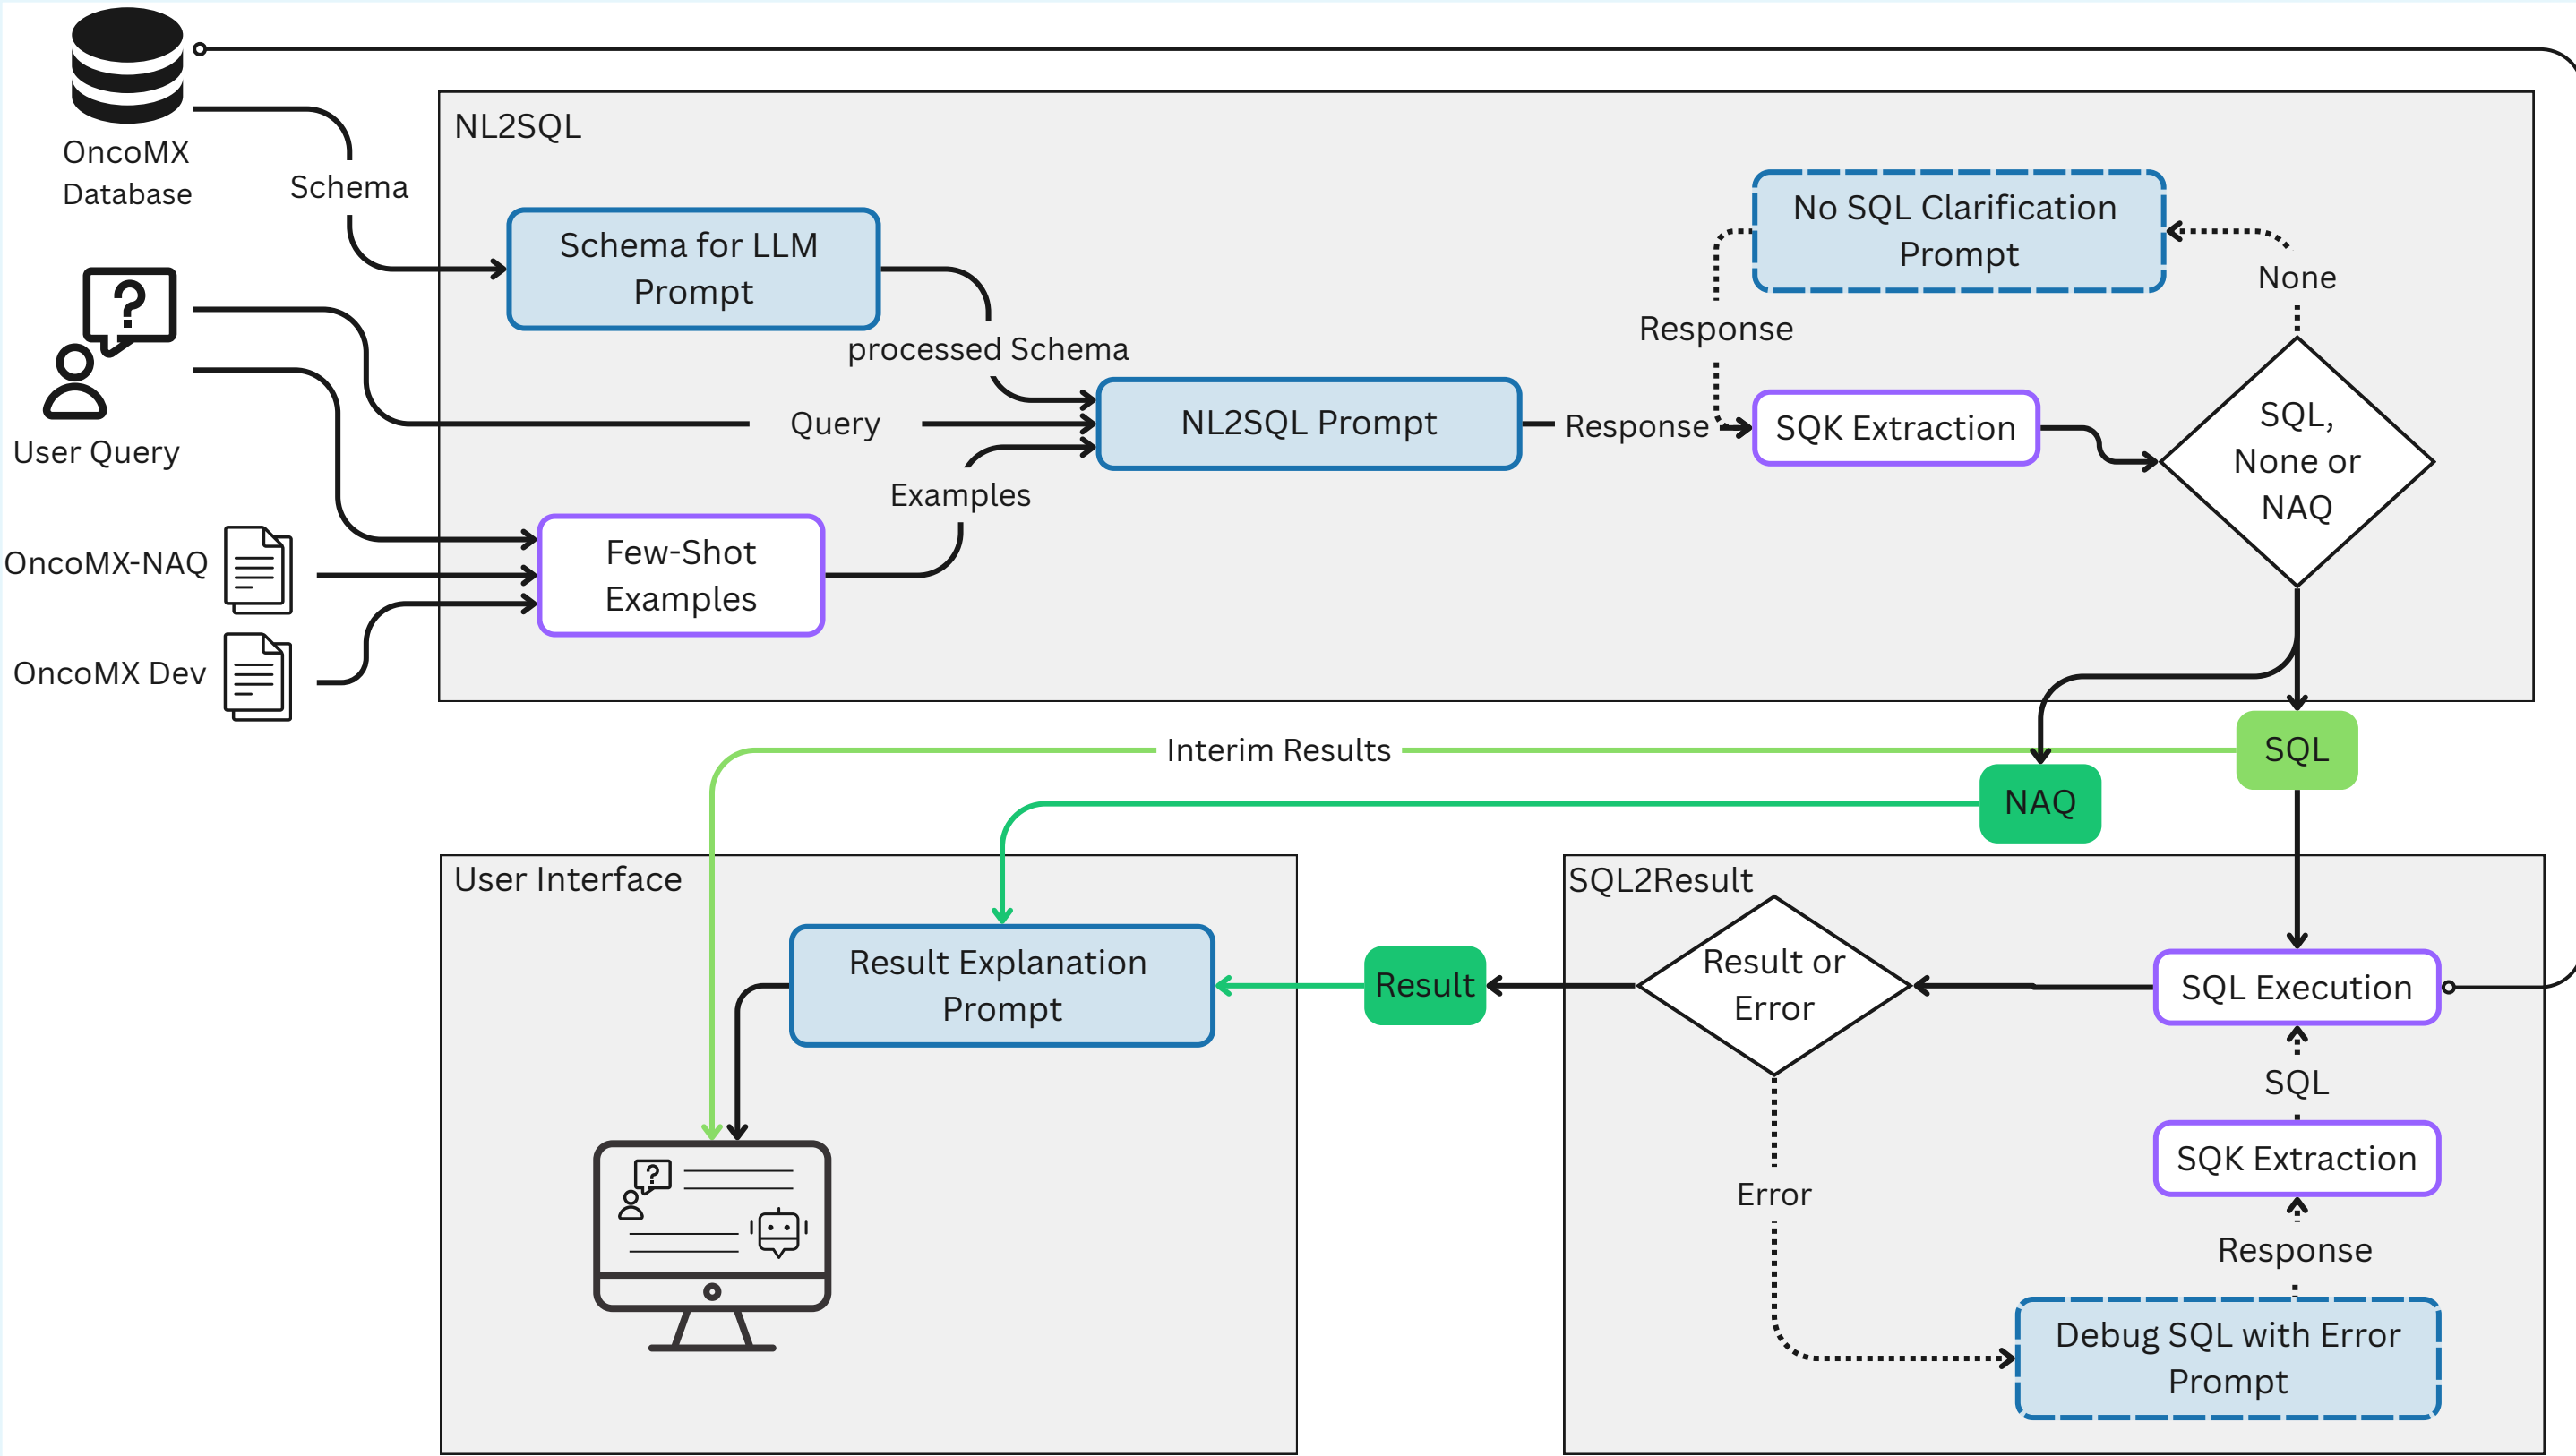 OncoMX
Database
Schema
User Query
OncoMX-NAQ
OncoMX Dev
NL2SQL
Schema for LLM
Prompt
processed Schema
Query
Examples
Few-Shot
Examples
NL2SQL Prompt
Response
No SQL Clarification
Prompt
Response
SQK Extraction
None
SQL,
None or
NAQ
Interim Results
SQL
NAQ
User Interface
Result Explanation
Prompt
?
Result
SQL2Result
Result or
Error
SQL Execution
SQL
SQK Extraction
Response
Error
Debug SQL with Error
Prompt
?